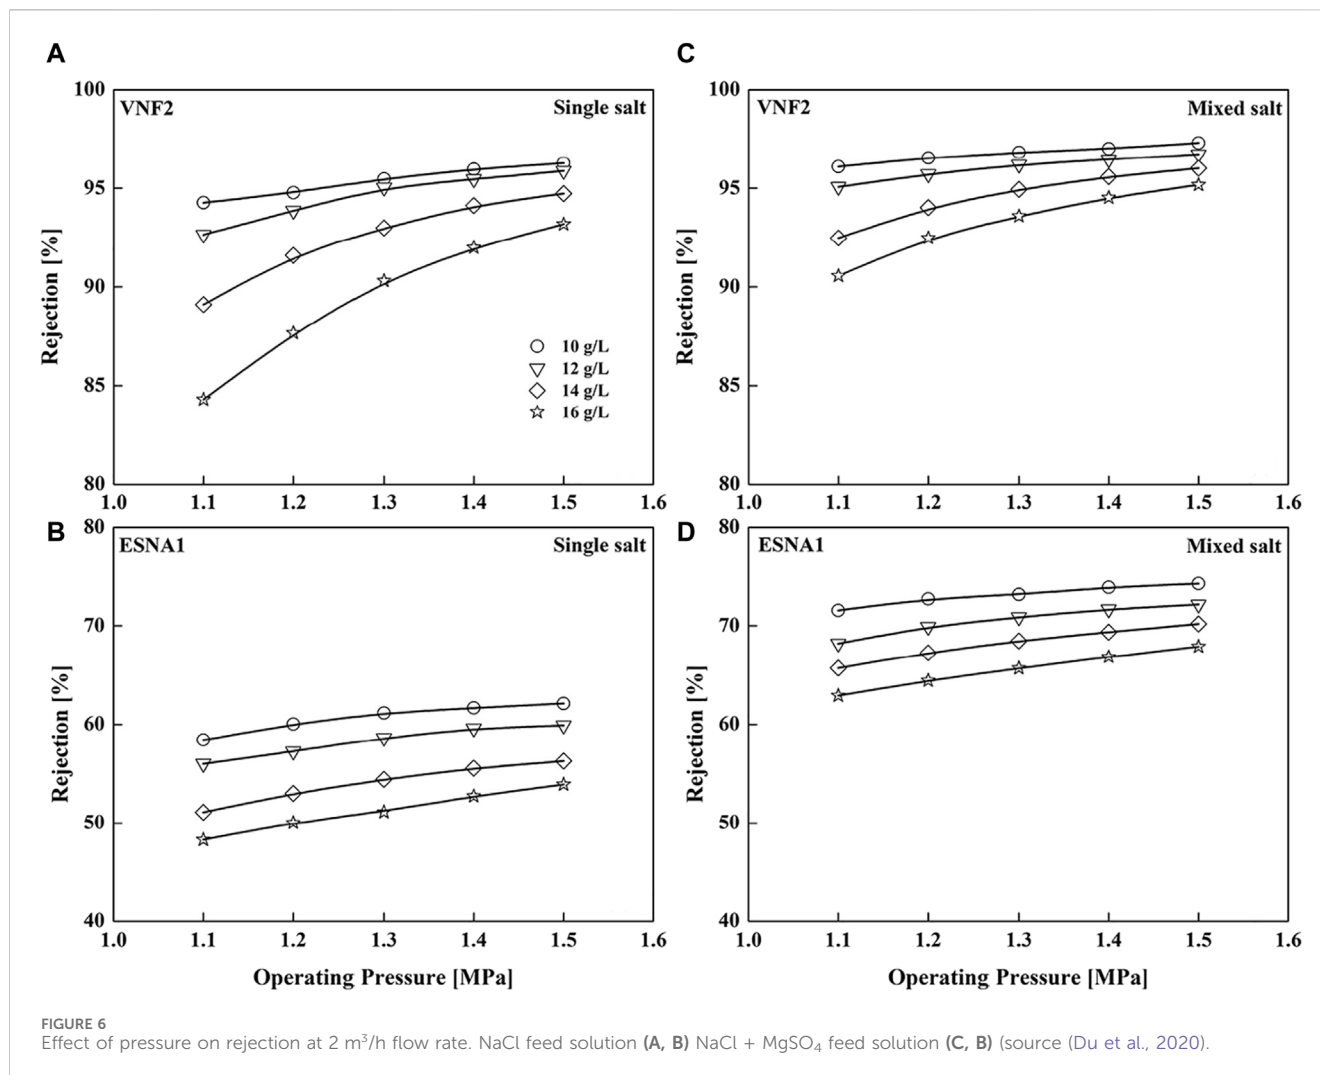 A
100
95
90
85
80
Rejection [%]
VNF2
Single salt
10 g/L
12 g/L
14 g/L
16 g/L
1.0 1.1 1.2 1.3 1.4 1.5 1.6
C
100
95
90
85
80
Rejection [%]
VNF2
Mixed salt
1.0 1.1 1.2 1.3 1.4 1.5 1.6
B
80
70
60
50
40
Rejection [%]
ESNA1
Single salt
1.0 1.1 1.2 1.3 1.4 1.5 1.6
Operating Pressure [MPa]
D
80
70
60
50
40
Rejection [%]
ESNA1
Mixed salt
1.0 1.1 1.2 1.3 1.4 1.5 1.6
Operating Pressure [MPa]
FIGURE 6
Effect of pressure on rejection at 2 m³/h flow rate. NaCl feed solution (A, B) NaCl + MgSO₄ feed solution (C, B) (source (Du et al., 2020).